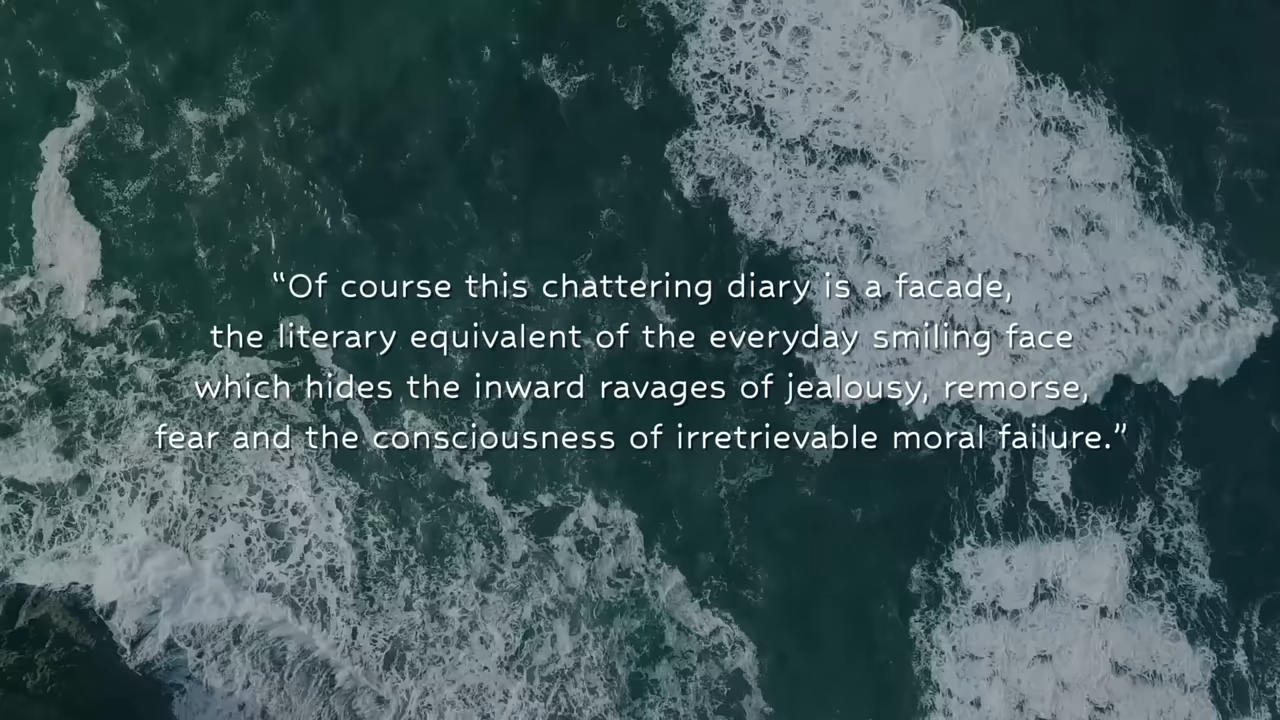 “Of course this chattering diary is a facade,
the literary equivalent of the everyday smiling face
which hides the inward ravages of jealousy, remorse,
fear and the consciousness of irretrievable moral failure.”